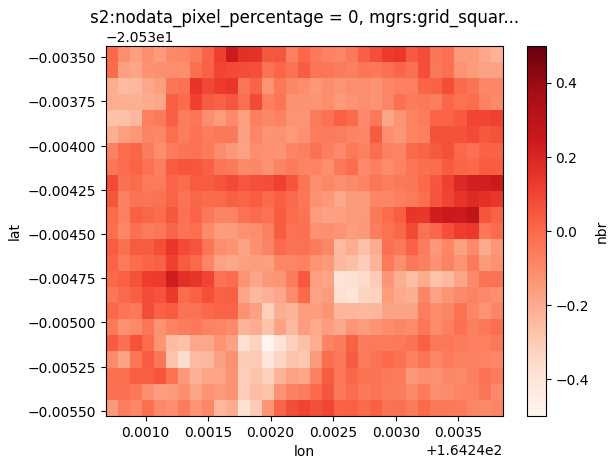 s2:nodata_pixel_percentage = 0, mgrs:grid_squar...
−2.053e1
−0.00350
−0.00375
−0.00400
−0.00425
−0.00450
−0.00475
−0.00500
−0.00525
−0.00550
lat
0.0010 0.0015 0.0020 0.0025 0.0030 0.0035
lon
+1.6424e2
0.4
0.2
0.0
−0.2
−0.4
nbr